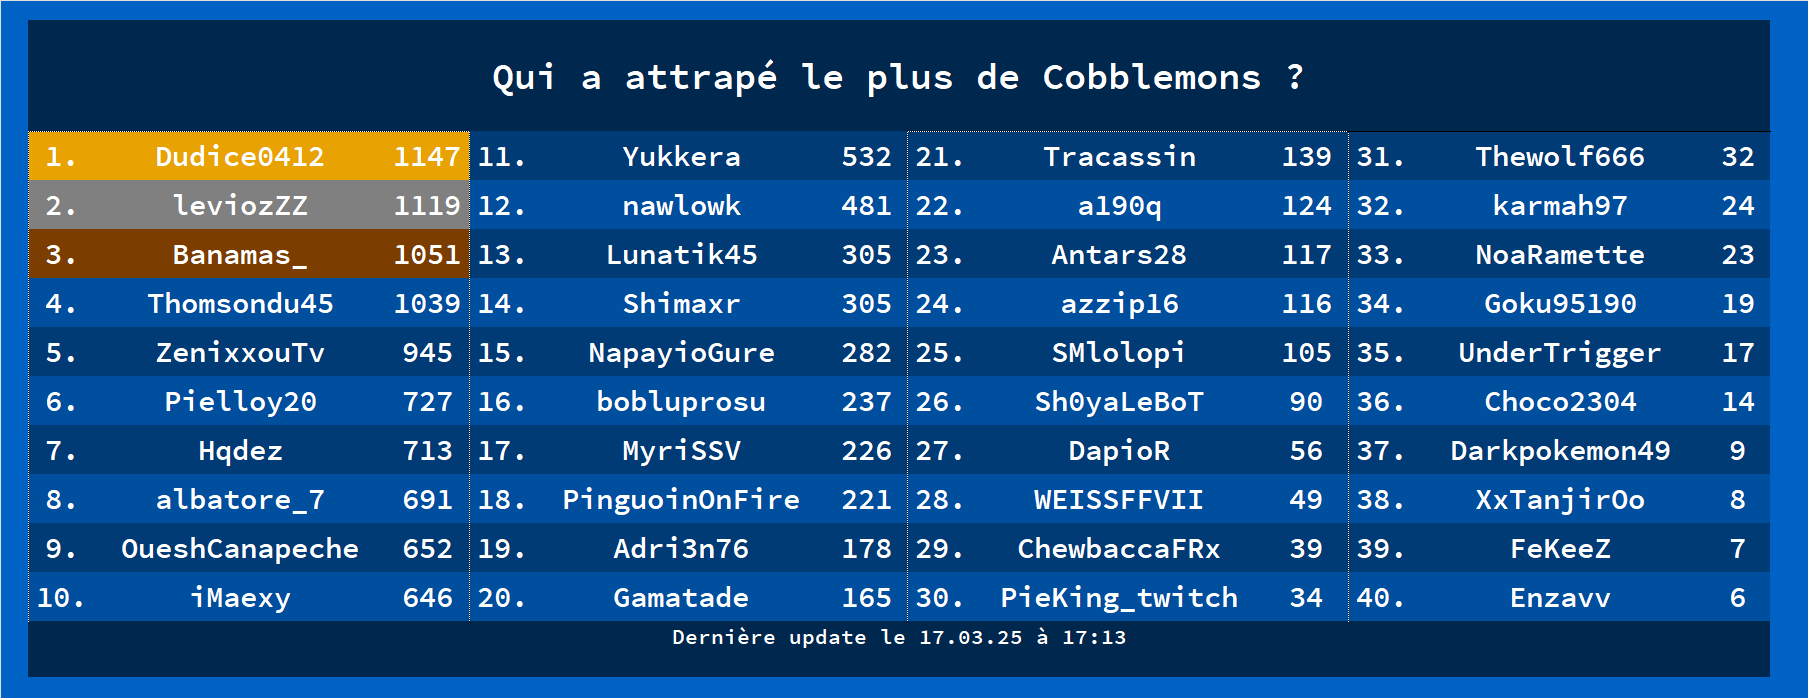 Qui a attrapé le plus de Cobblemons ?
1. Dudice0412 1147 11. Yukkera 532 21. Tracassin 139 31. Thewolf666 32
2. leviozZZ 1119 12. nawlowk 481 22. al90q 124 32. karmah97 24
3. Banamas_ 1051 13. Lunatik45 305 23. Antars28 117 33. NoaRamette 23
4. Thomsondu45 1039 14. Shimaxr 305 24. azzip16 116 34. Goku95190 19
5. ZenixxouTv 945 15. NapayioGure 282 25. SMlolopi 105 35. UnderTrigger 17
6. Pielloy20 727 16. bobluprosu 237 26. Sh0yaLeBoT 90 36. Choco2304 14
7. Hqdez 713 17. MyriSSV 226 27. DapioR 56 37. Darkpokemon49 9
8. albatore_7 691 18. PinguoinOnFire 221 28. WEISSFFVII 49 38. XxTanjirOo 8
9. OueshCanapeche 652 19. Adri3n76 178 29. ChewbaccaFRx 39 39. FeKeeZ 7
10. iMaexy 646 20. Gamatade 165 30. PieKing_twitch 34 40. Enzavv 6
Dernière update le 17.03.25 à 17:13